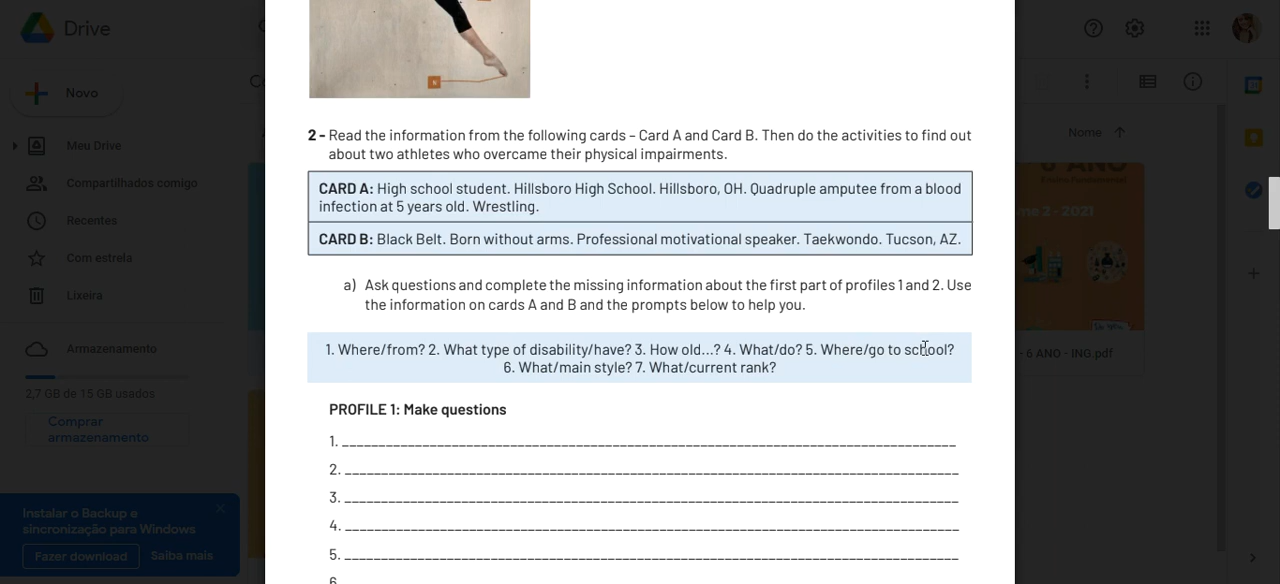 Drive
Novo
Meu Drive
Compartilhados comigo
Recentes
Com estrela
Lixeira
Armazenamento
2,7 GB de 15 GB usados
Comprar
armazenamento
Instalar o Backup e
sincronização para Windows
Fazer download
Saiba mais
2 - Read the information from the following cards – Card A and Card B. Then do the activities to find out
about two athletes who overcame their physical impairments.
CARD A: High school student. Hillsboro High School. Hillsboro, OH. Quadruple amputee from a blood
infection at 5 years old. Wrestling.
CARD B: Black Belt. Born without arms. Professional motivational speaker. Taekwondo. Tucson, AZ.
a) Ask questions and complete the missing information about the first part of profiles 1 and 2. Use
the information on cards A and B and the prompts below to help you.
1. Where/from? 2. What type of disability/have? 3. How old...? 4. What/do? 5. Where/go to school?
6. What/main style? 7. What/current rank?
PROFILE 1: Make questions
1.
2.
3.
4.
5.
6.
Nome
6 ANO - ING.pdf